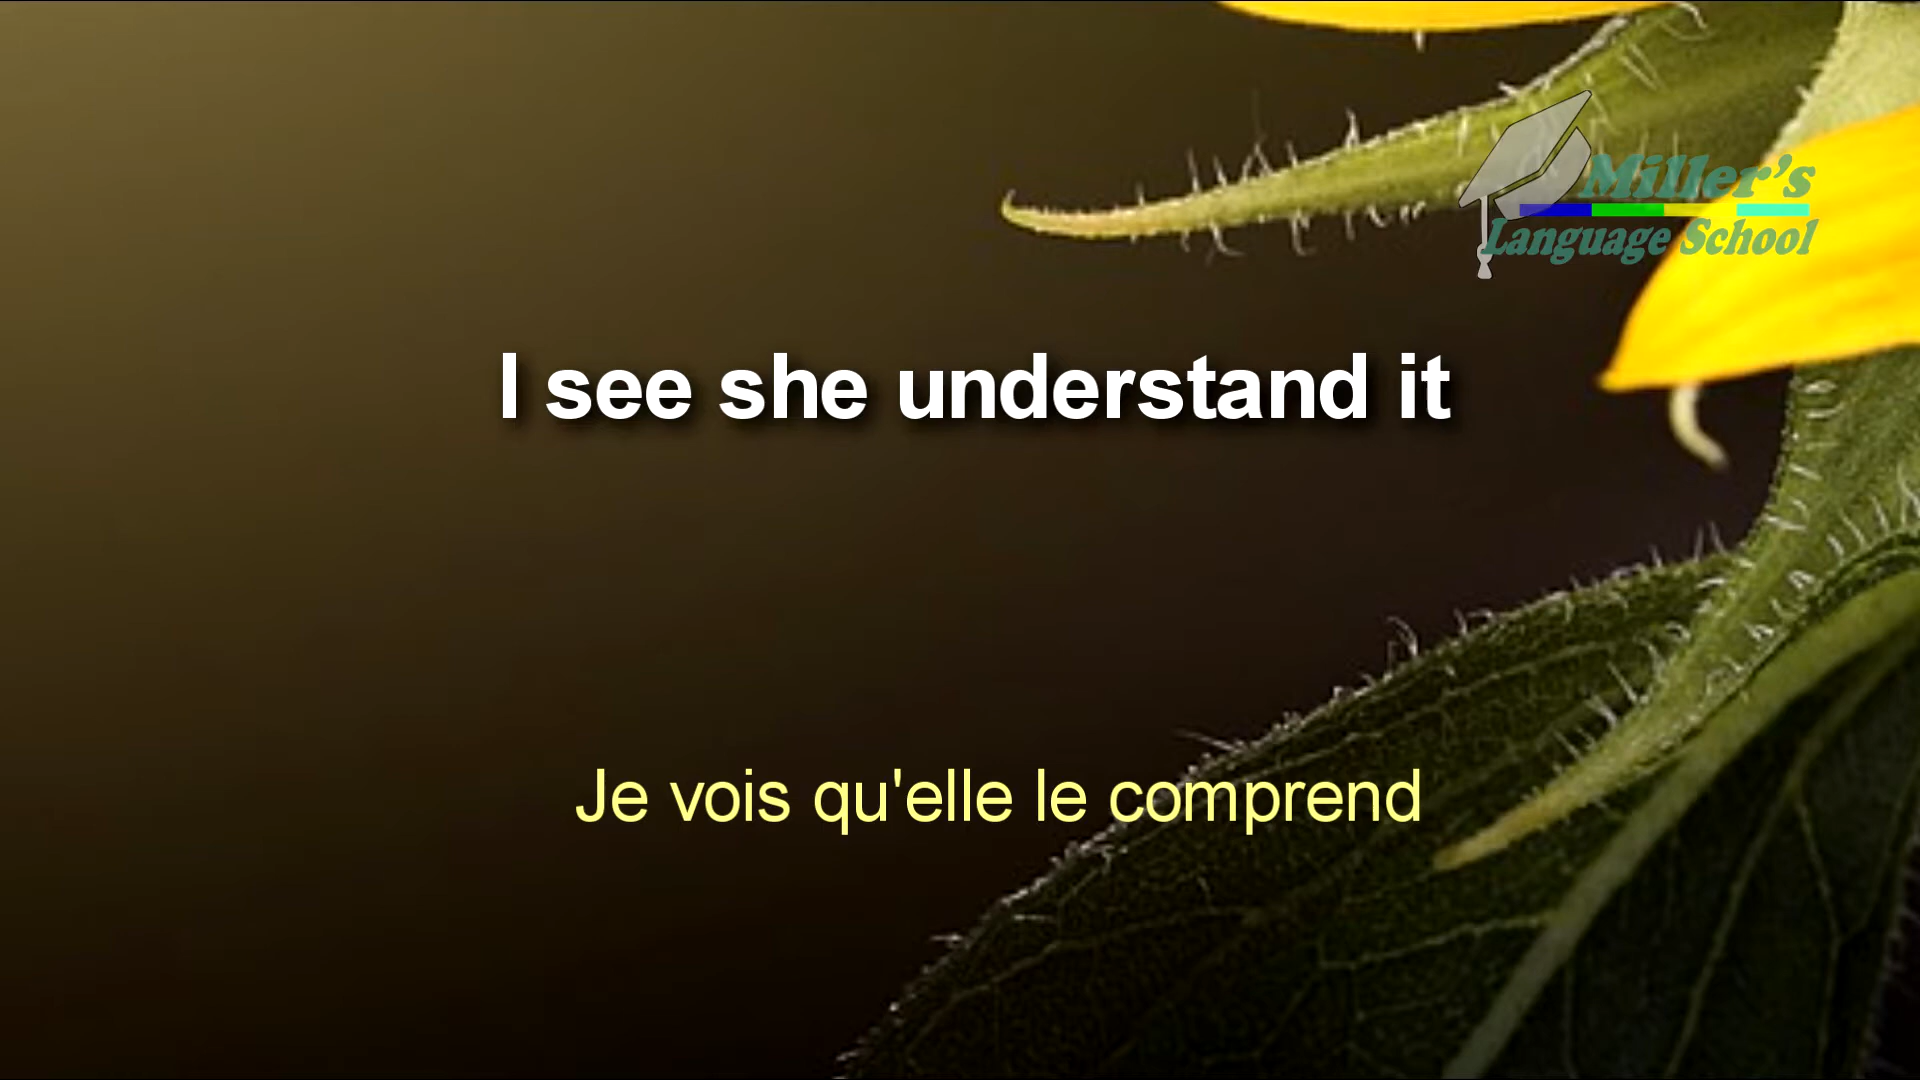 Miller's
Language School
I see she understand it
Je vois qu'elle le comprend